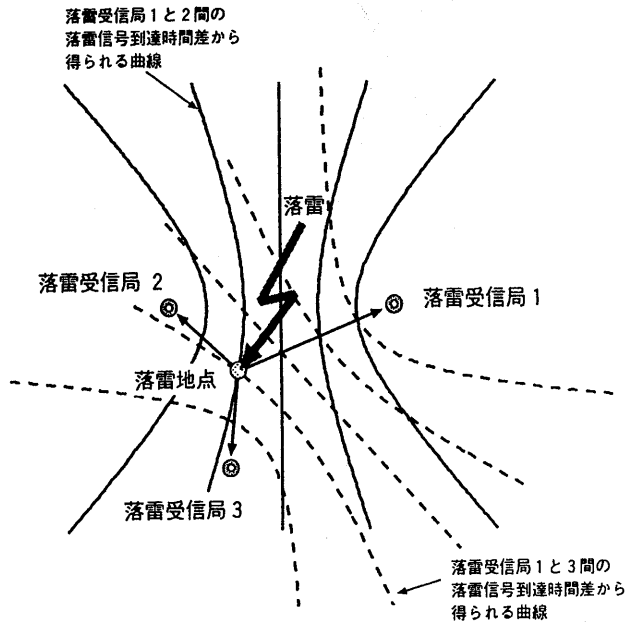 落雷受信局1と2間の
落雷信号到達時間差から
得られる曲線
落雷
落雷受信局 2
落雷受信局1
落雷地点
落雷受信局3
落雷受信局1と3間の
落雷信号到達時間差から
得られる曲線